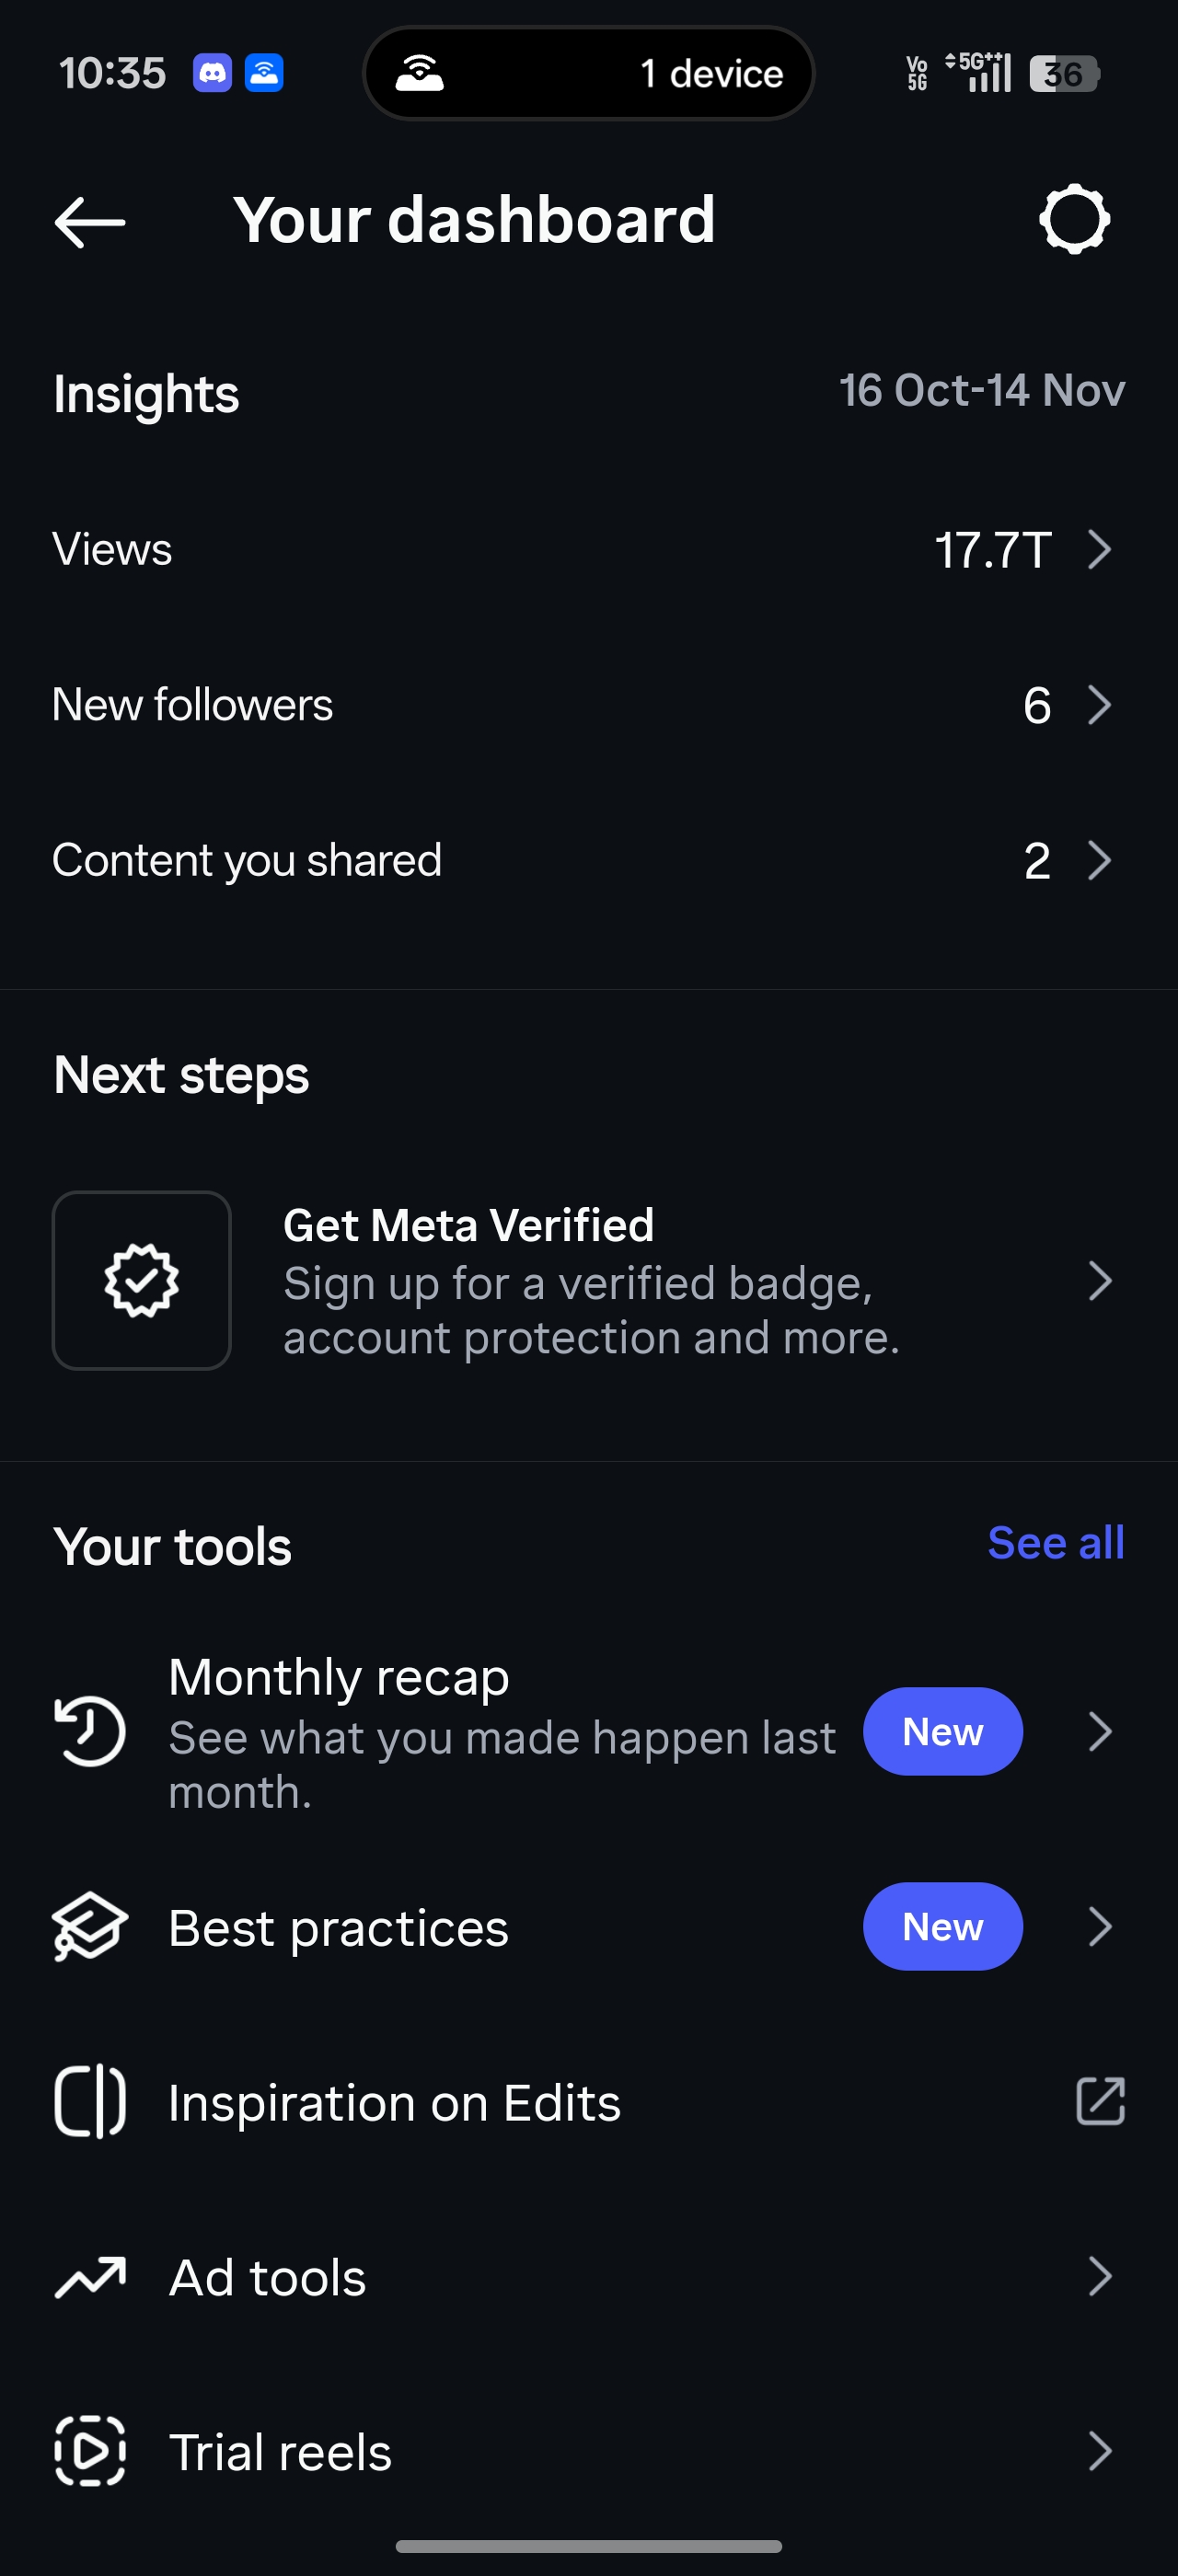 10:35
1 device
Vo
5G
5G++
36
Your dashboard
Insights
16 Oct-14 Nov
Views
17.7T
New followers
6
Content you shared
2
Next steps
Get Meta Verified
Sign up for a verified badge,
account protection and more.
Your tools
See all
Monthly recap
See what you made happen last
month.
New
Best practices
New
Inspiration on Edits
Ad tools
Trial reels